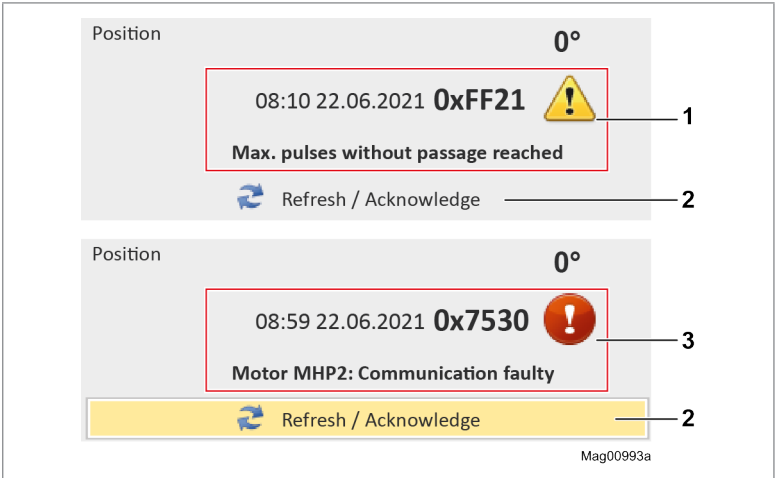 Position
0°
08:10 22.06.2021 0xFF21
1
Max. pulses without passage reached
Refresh / Acknowledge
2
Position
0°
08:59 22.06.2021 0x7530
3
Motor MHP2: Communication faulty
Refresh / Acknowledge
2
Mag00993a